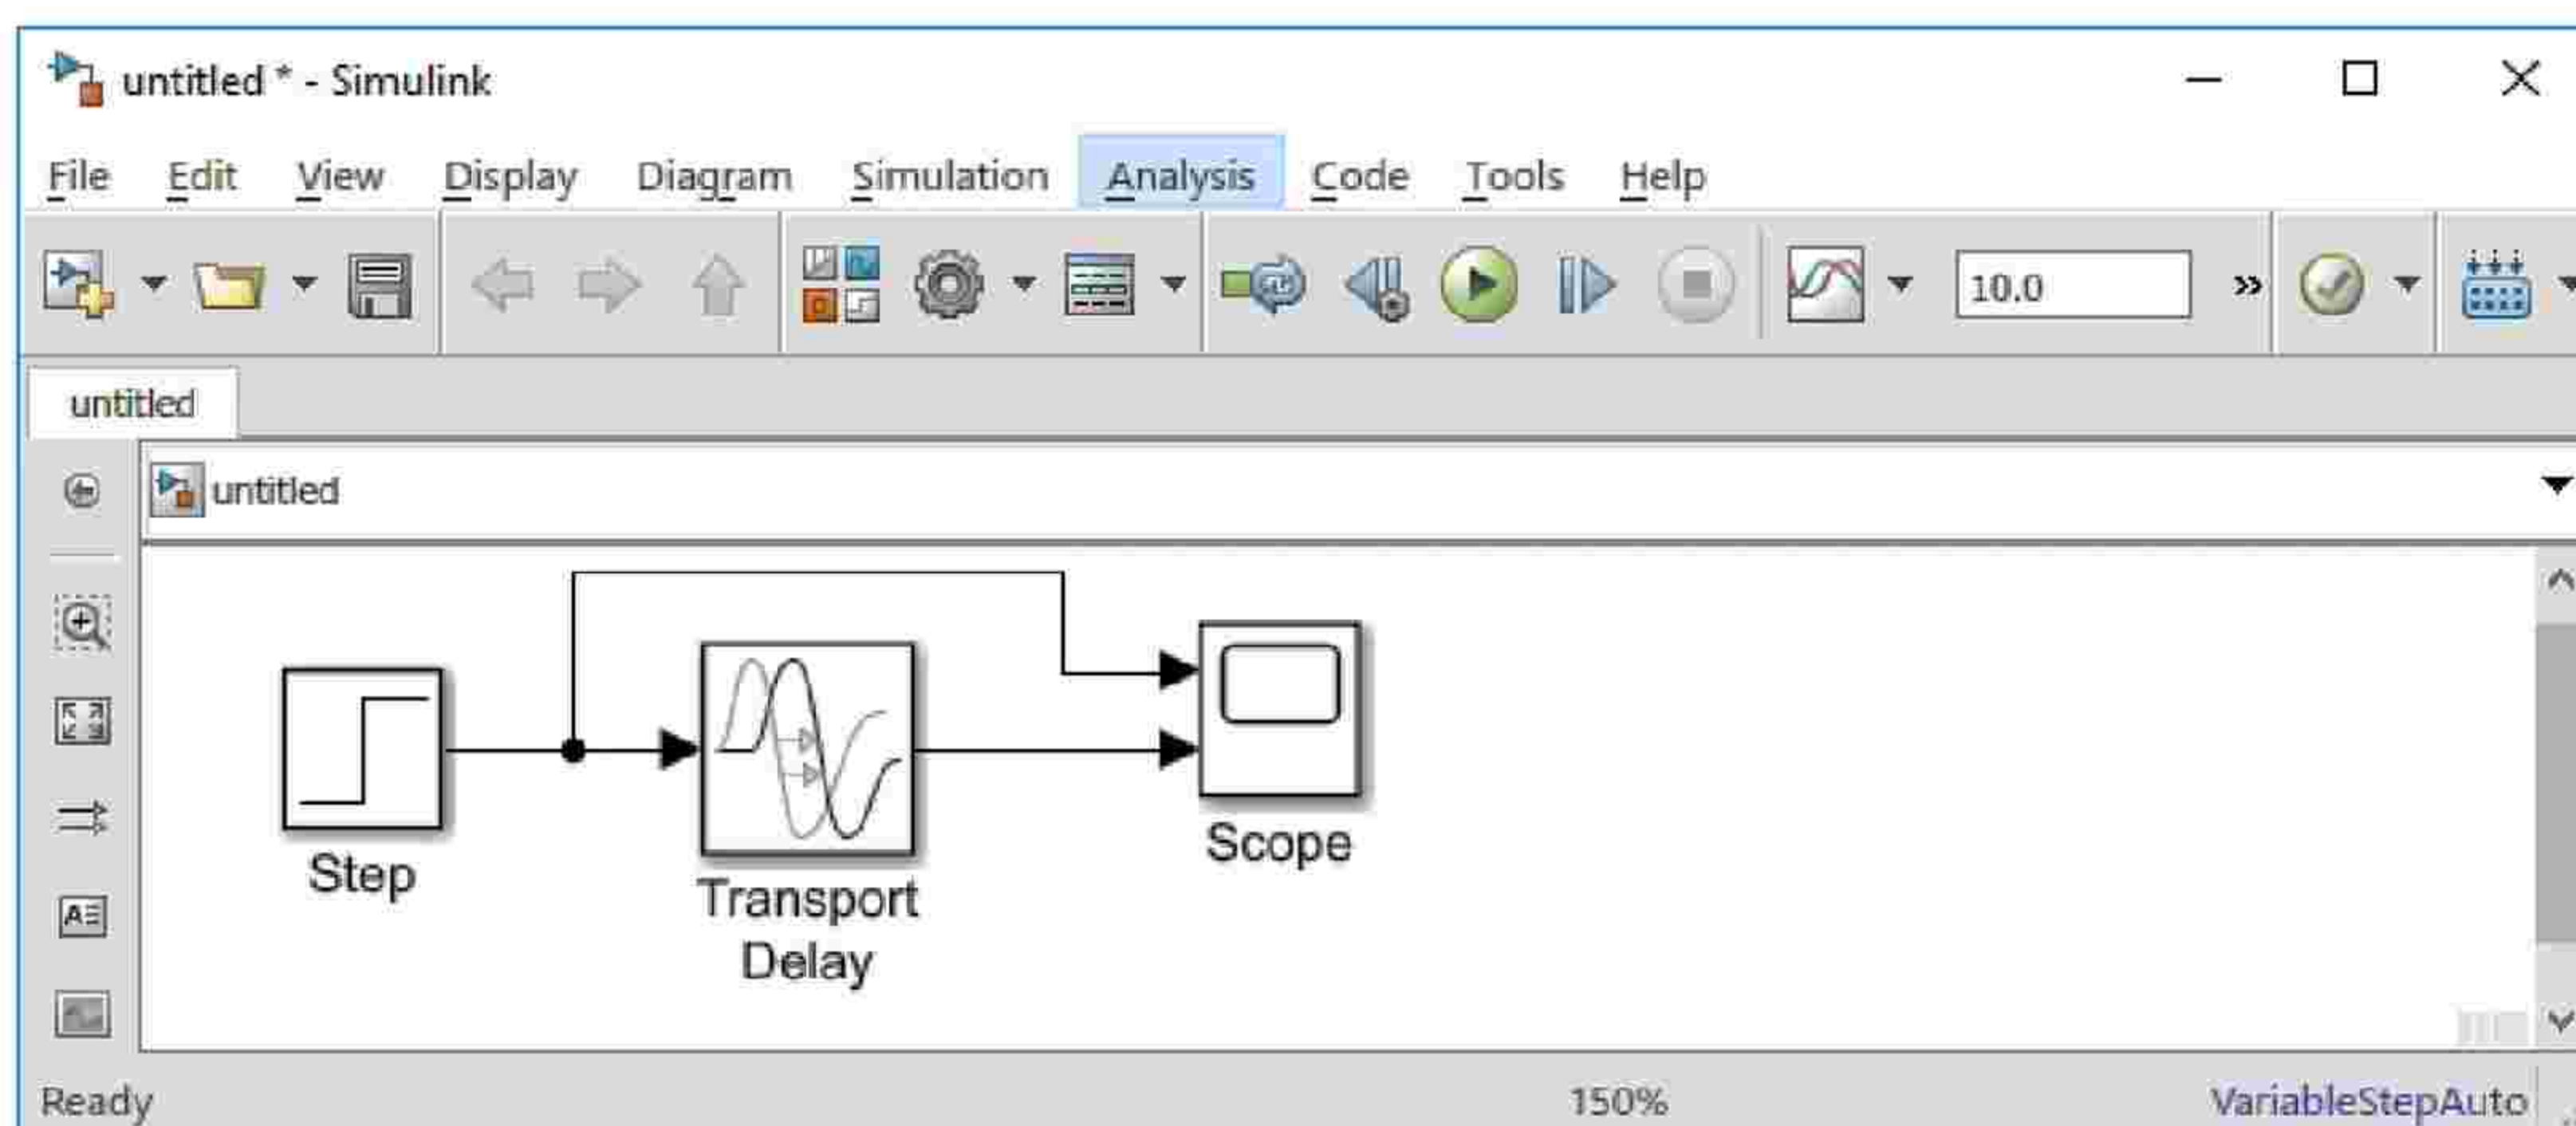 untitled * - Simulink
File Edit View Display Diagram Simulation Analysis Code Tools Help
10.0 »
untitled
untitled
Step
Transport
Delay
Scope
A
Ready 150% VariableStepAuto